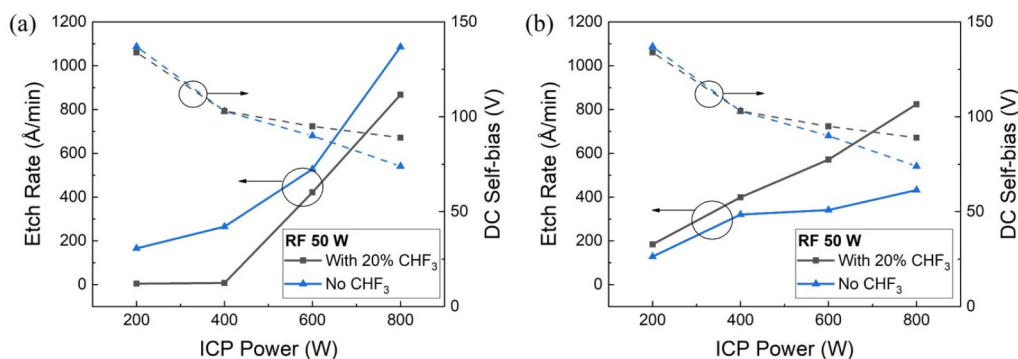 (a)
1200
1000
800
600
400
200
0
Etch Rate (Å/min)
150
100
50
0
DC Self-bias (V)
RF 50 W
With 20% CHF₃
No CHF₃
200 400 600 800
ICP Power (W)
(b)
1200
1000
800
600
400
200
0
Etch Rate (Å/min)
150
100
50
0
DC Self-bias (V)
RF 50 W
With 20% CHF₃
No CHF₃
200 400 600 800
ICP Power (W)